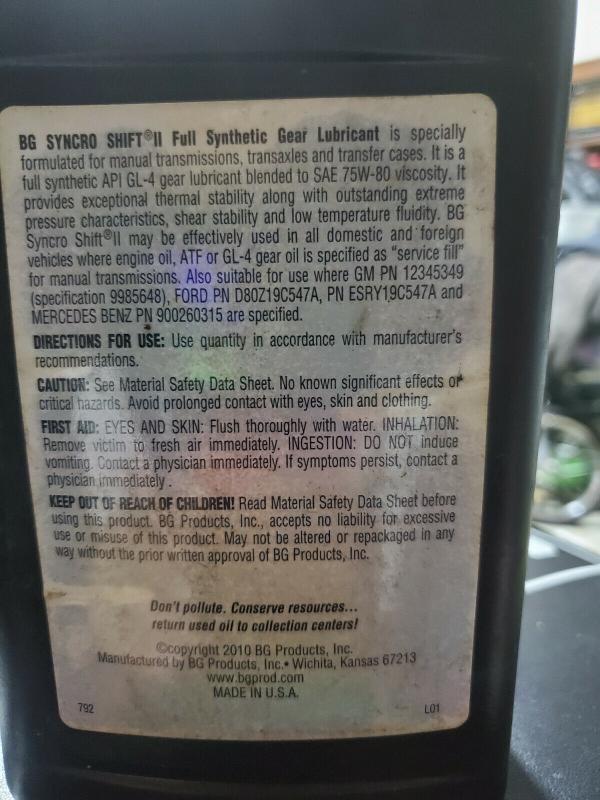 BG SYNCRO SHIFT®II Full Synthetic Gear Lubricant is specially
formulated for manual transmissions, transaxles and transfer cases. It is a
full synthetic API GL-4 gear lubricant blended to SAE 75W-80 viscosity. It
provides exceptional thermal stability along with outstanding extreme
pressure characteristics, shear stability and low temperature fluidity. BG
Syncro Shift®II may be effectively used in all domestic and foreign
vehicles where engine oil, ATF or GL-4 gear oil is specified as "service fill"
for manual transmissions. Also suitable for use where GM PN 12345349
(specification 9985648), FORD PN D80Z19C547A, PN ESRY19C547A and
MERCEDES BENZ PN 900260315 are specified.
DIRECTIONS FOR USE: Use quantity in accordance with manufacturer's
recommendations.
CAUTION: See Material Safety Data Sheet. No known significant effects or
critical hazards. Avoid prolonged contact with eyes, skin and clothing.
FIRST AID: EYES AND SKIN: Flush thoroughly with water. INHALATION:
Remove victim to fresh air immediately. INGESTION: DO NOT induce
vomiting. Contact a physician immediately. If symptoms persist, contact a
physician immediately .
KEEP OUT OF REACH OF CHILDREN! Read Material Safety Data Sheet before
using this product. BG Products, Inc., accepts no liability for excessive
use or misuse of this product. May not be altered or repackaged in any
way without the prior written approval of BG Products, Inc.
Don't pollute. Conserve resources...
return used oil to collection centers!
©copyright 2010 BG Products, Inc.
Manufactured by BG Products, Inc.• Wichita, Kansas 67213
www.bgprod.com
MADE IN U.S.A.
792 L01